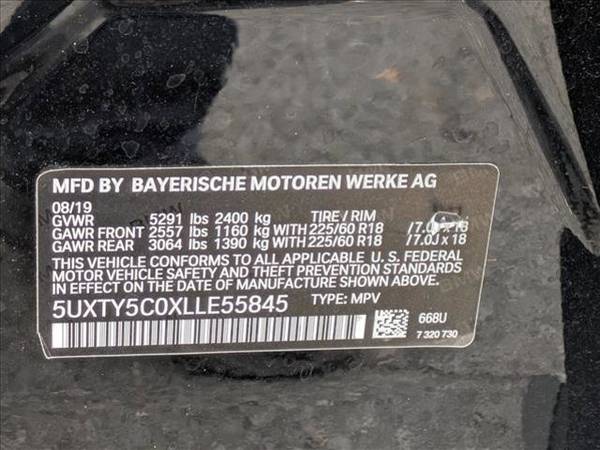 MFD BY BAYERISCHE MOTOREN WERKE AG
08/19
GVWR 5291 lbs 2400 kg TIRE / RIM
GAWR FRONT 2557 lbs 1160 kg WITH 225/60 R18 /7.0J x 18
GAWR REAR 3064 lbs 1390 kg WITH 225/60 R18 /7.0J x 18
THIS VEHICLE CONFORMS TO ALL APPLICABLE U. S. FEDERAL
MOTOR VEHICLE SAFETY AND THEFT PREVENTION STANDARDS
IN EFFECT ON THE DATE OF MANUFACTURE SHOWN ABOVE.
5UXTY5C0XLLE55845 TYPE: MPV
668U
7 320 730